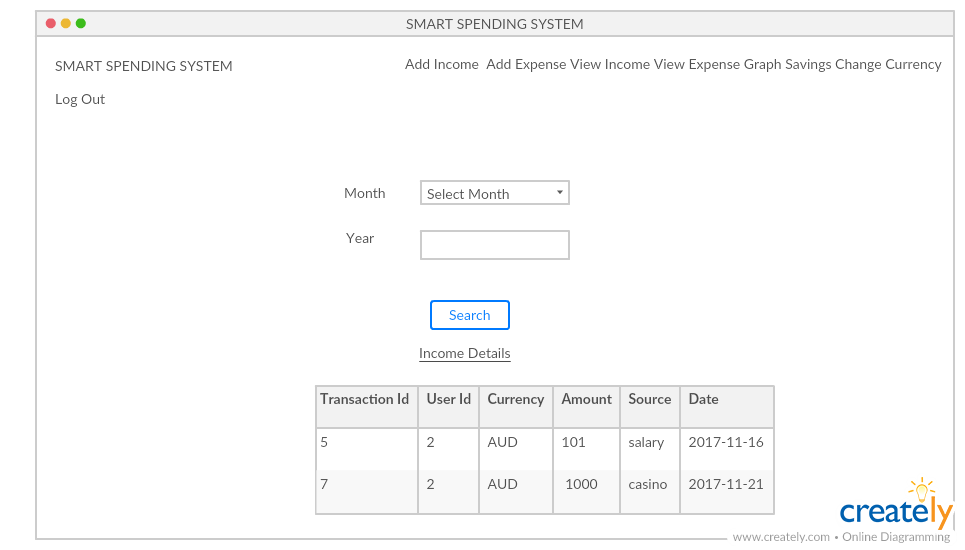 SMART SPENDING SYSTEM
SMART SPENDING SYSTEM
Add Income Add Expense View Income View Expense Graph Savings Change Currency
Log Out
Month
Select Month
Year
Search
Income Details
Transaction Id User Id Currency Amount Source Date
5 2 AUD 101 salary 2017-11-16
7 2 AUD 1000 casino 2017-11-21
creately
www.creately.com • Online Diagramming